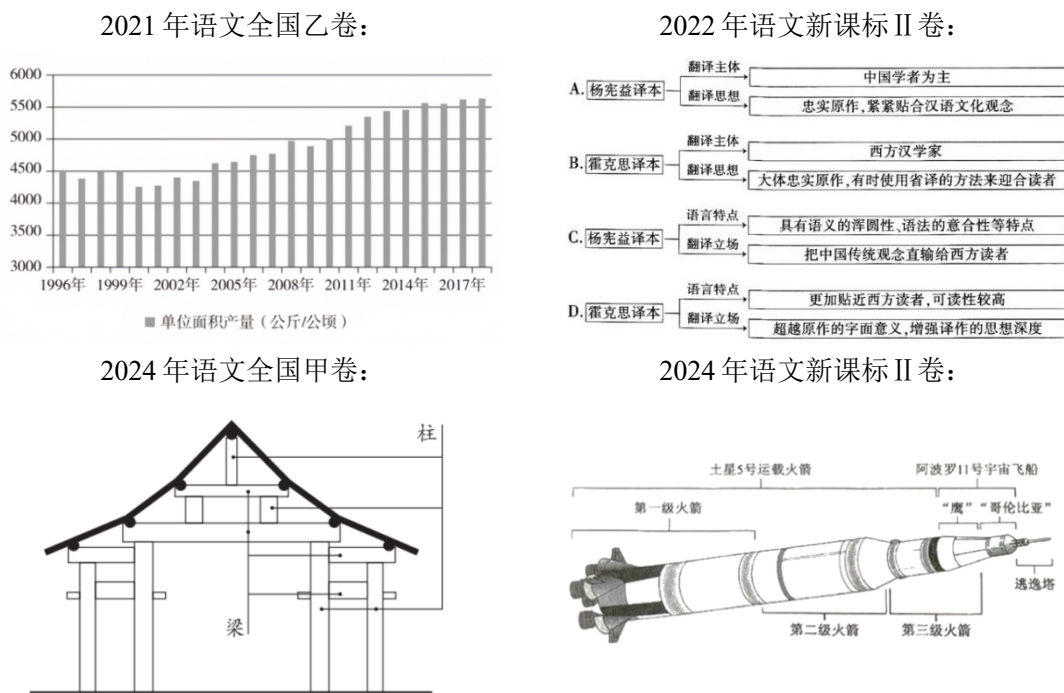 2021年语文全国乙卷：
6000
5500
5000
4500
4000
3500
3000
1996年 1999年 2002年 2005年 2008年 2011年 2014年 2017年
单位面积产量（公斤/公顷）
2022年语文新课标Ⅱ卷：
A.杨宪益译本
翻译主体
中国学者为主
翻译思想
忠实原作,紧紧贴合汉语文化观念
B.霍克思译本
翻译主体
西方汉学家
翻译思想
大体忠实原作,有时使用省译的方法来迎合读者
C.杨宪益译本
语言特点
具有语义的浑圆性、语法的意合性等特点
翻译立场
把中国传统观念直输给西方读者
D.霍克思译本
语言特点
更加贴近西方读者,可读性较高
翻译立场
超越原作的字面意义,增强译作的思想深度
2024年语文全国甲卷：
柱
梁
2024年语文新课标Ⅱ卷：
土星5号运载火箭
阿波罗11号宇宙飞船
第一级火箭
“鹰”
“哥伦比亚”
逃逸塔
第二级火箭
第三级火箭